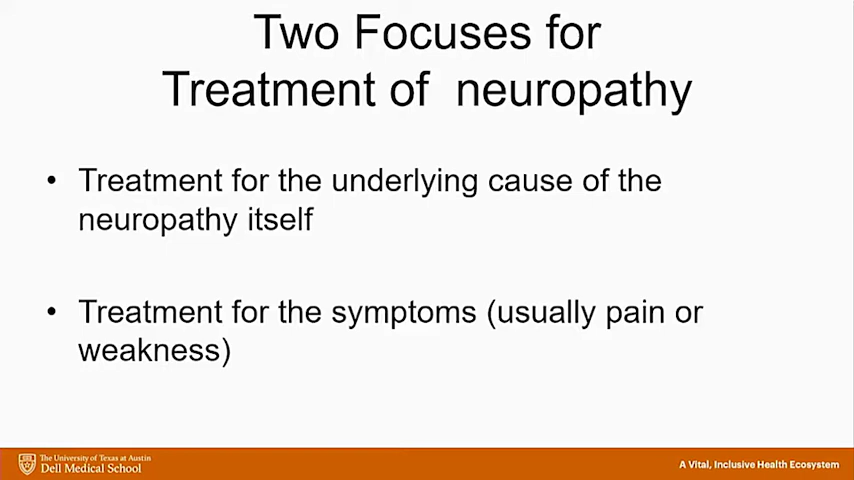 Two Focuses for
Treatment of neuropathy
• Treatment for the underlying cause of the
neuropathy itself
• Treatment for the symptoms (usually pain or
weakness)
The University of Texas at Austin
Dell Medical School
A Vital, Inclusive Health Ecosystem